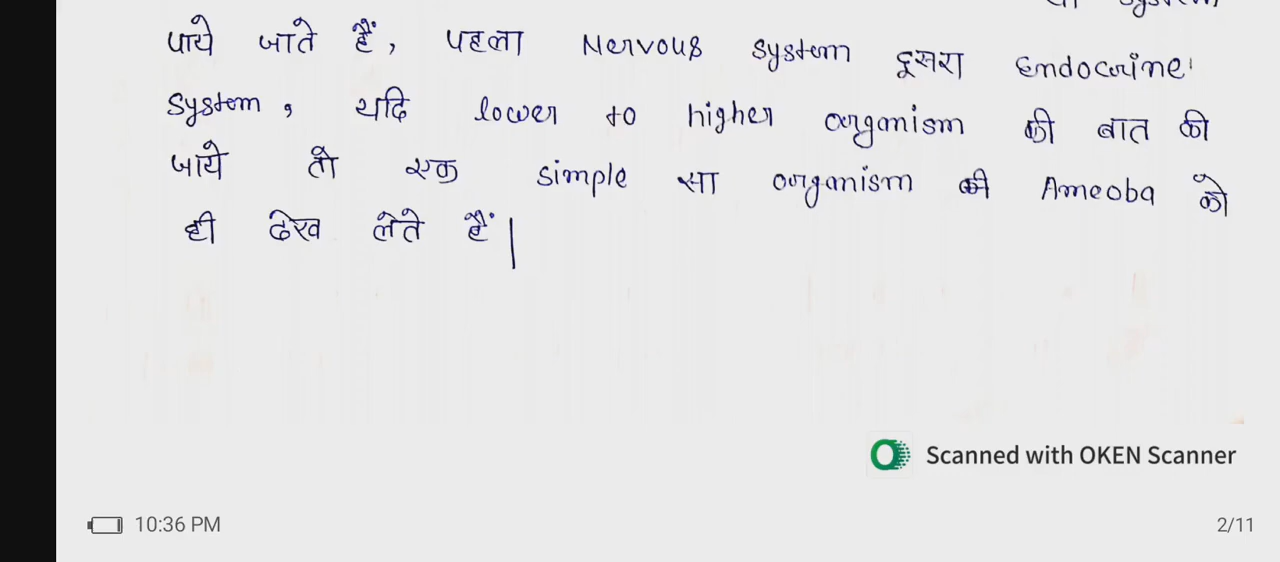 system
पाये जाते हैं, पहला Nervous system दूसरा Endocrine
system, यदि lower to higher organism की बात की
जाये तो एक simple सा organism की Ameoba को
ही देख लेते हैं|
Scanned with OKEN Scanner
10:36 PM
2/11